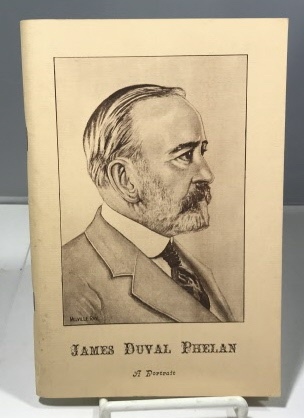 JAMES DUVAL PHELAN
A Portrait